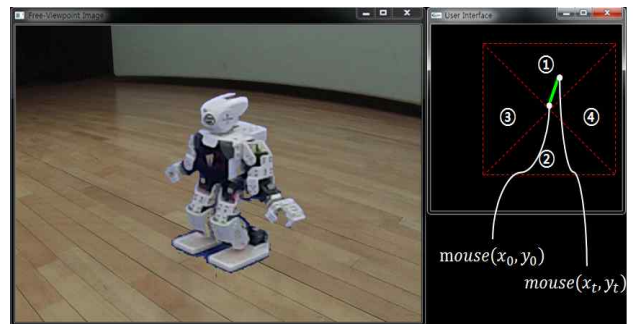 Free-Viewpoint Image
User Interface
①
③
④
②
mouse(x₀,y₀)
mouse(xₜ,yₜ)